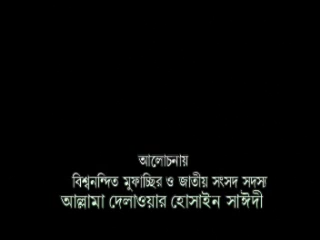 আলোচনায়
বিশ্বনন্দিত মুফাচ্ছির ও জাতীয় সংসদ সদস্য
আল্লামা দেলাওয়ার হোসাইন সাঈদী